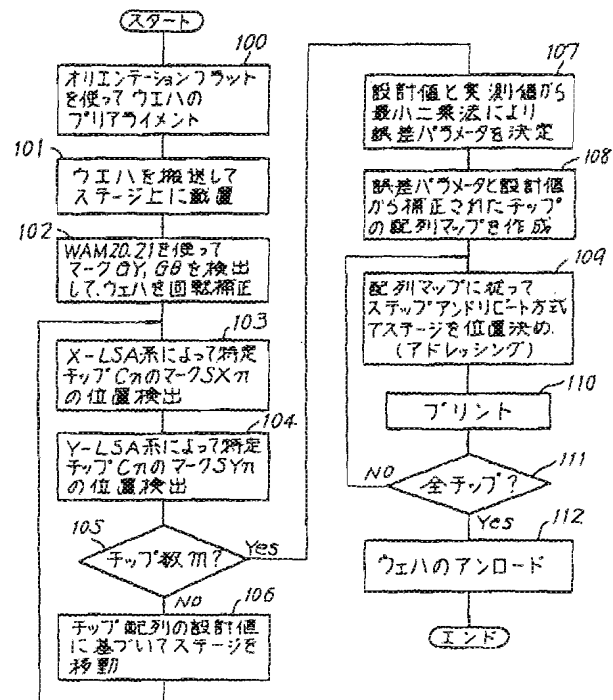 スタート
100
オリエンテーションフラット
を使ってウエハの
プリアライメント
101
ウエハを搬送して
ステージ上に載置
102
WAM20.21を使って
マークGY,GBを検出
して、ウェハを回転補正
103
X-LSA系によって特定
チップCnのマークSXn
の位置検出
104
Y-LSA系によって特定
チップCnのマークSYn
の位置検出
105
チップ数m?
Yes
NO
106
チップ配列の設計値
に基づいてステージを
移動
107
設計値と実測値から
最小二乗法により
誤差パラメータを決定
108
誤差パラメータと設計値
から補正されたチップ
の配列マップを作成
109
配列マップに従って
ステップアンドリピート方式
でステージを位置決め.
(アドレッシング)
110
プリント
111
全チップ?
NO
Yes
112
ウェハのアンロード
エンド